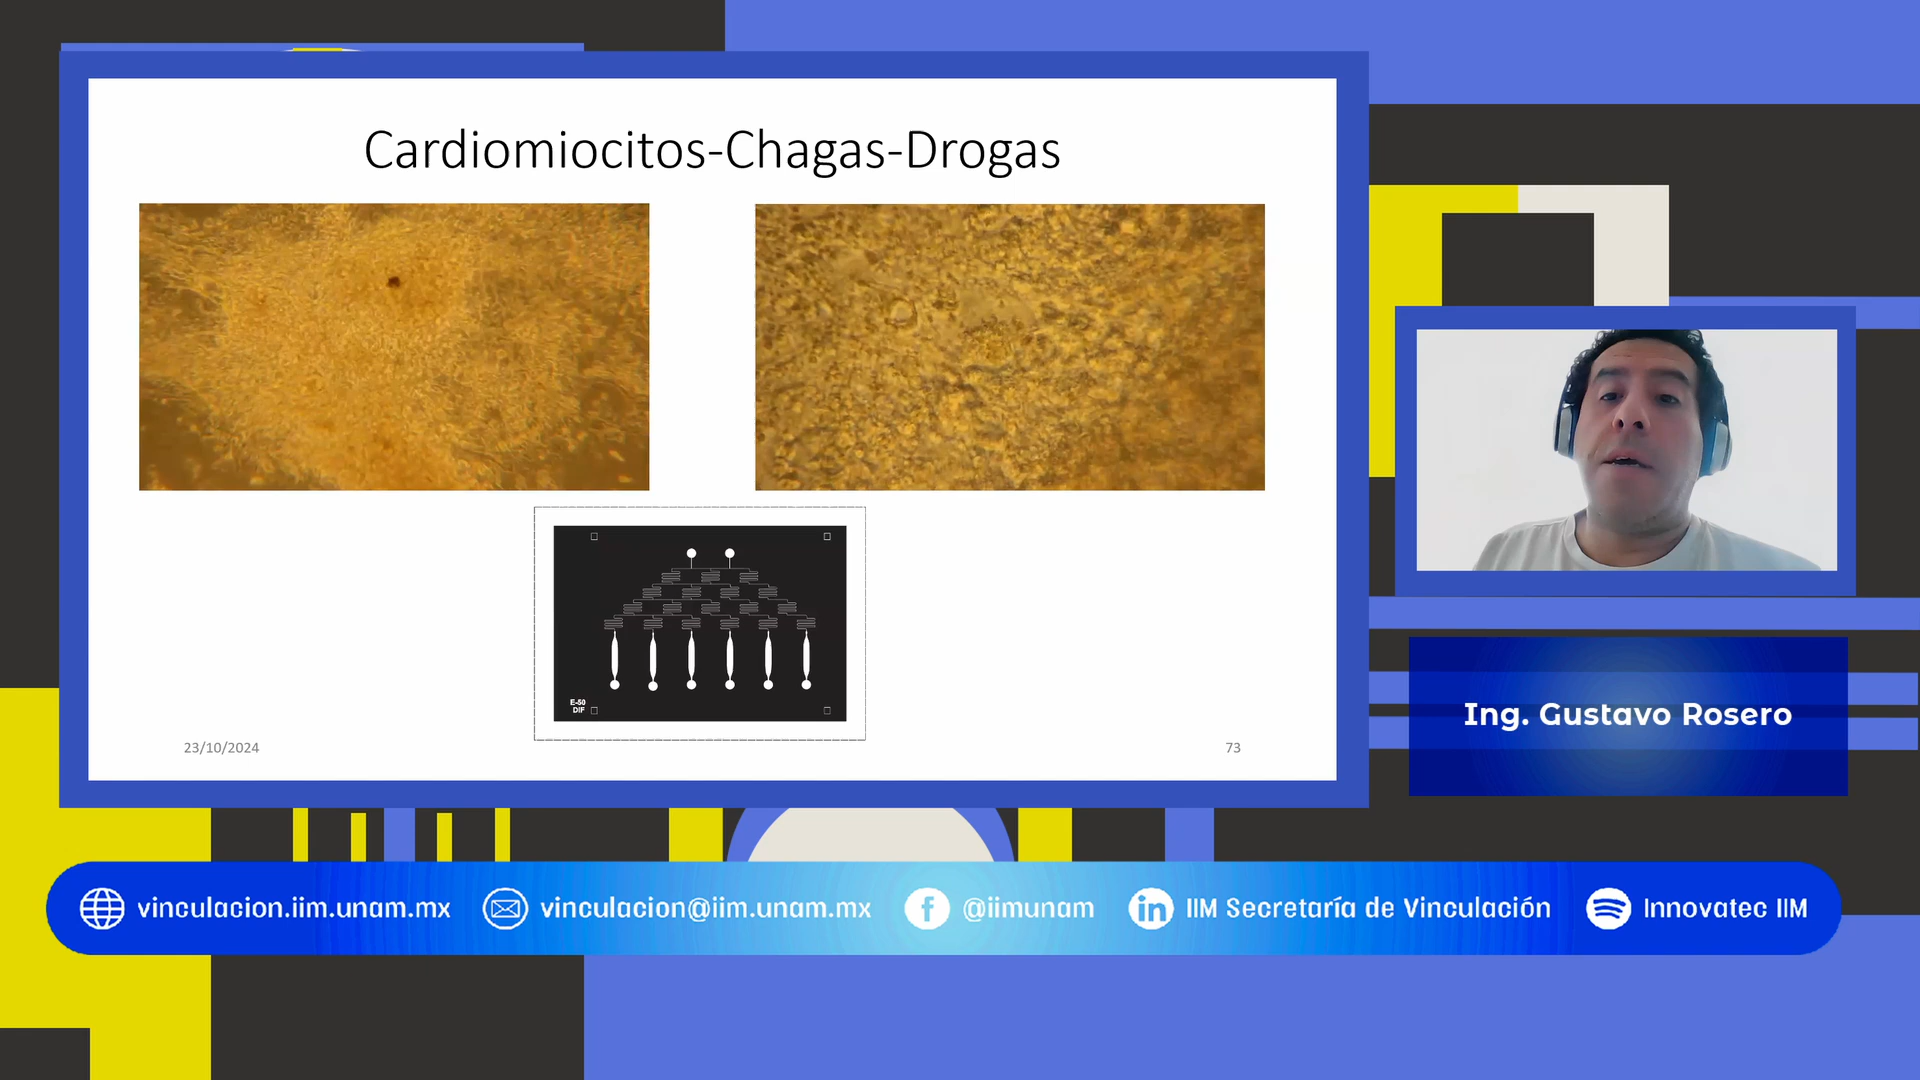 Cardiomiocitos-Chagas-Drogas
E-50
DIF
23/10/2024
73
Ing. Gustavo Rosero
vinculacion.iim.unam.mx
vinculacion@iim.unam.mx
@iimunam
IIM Secretaría de Vinculación
Innovatec IIM